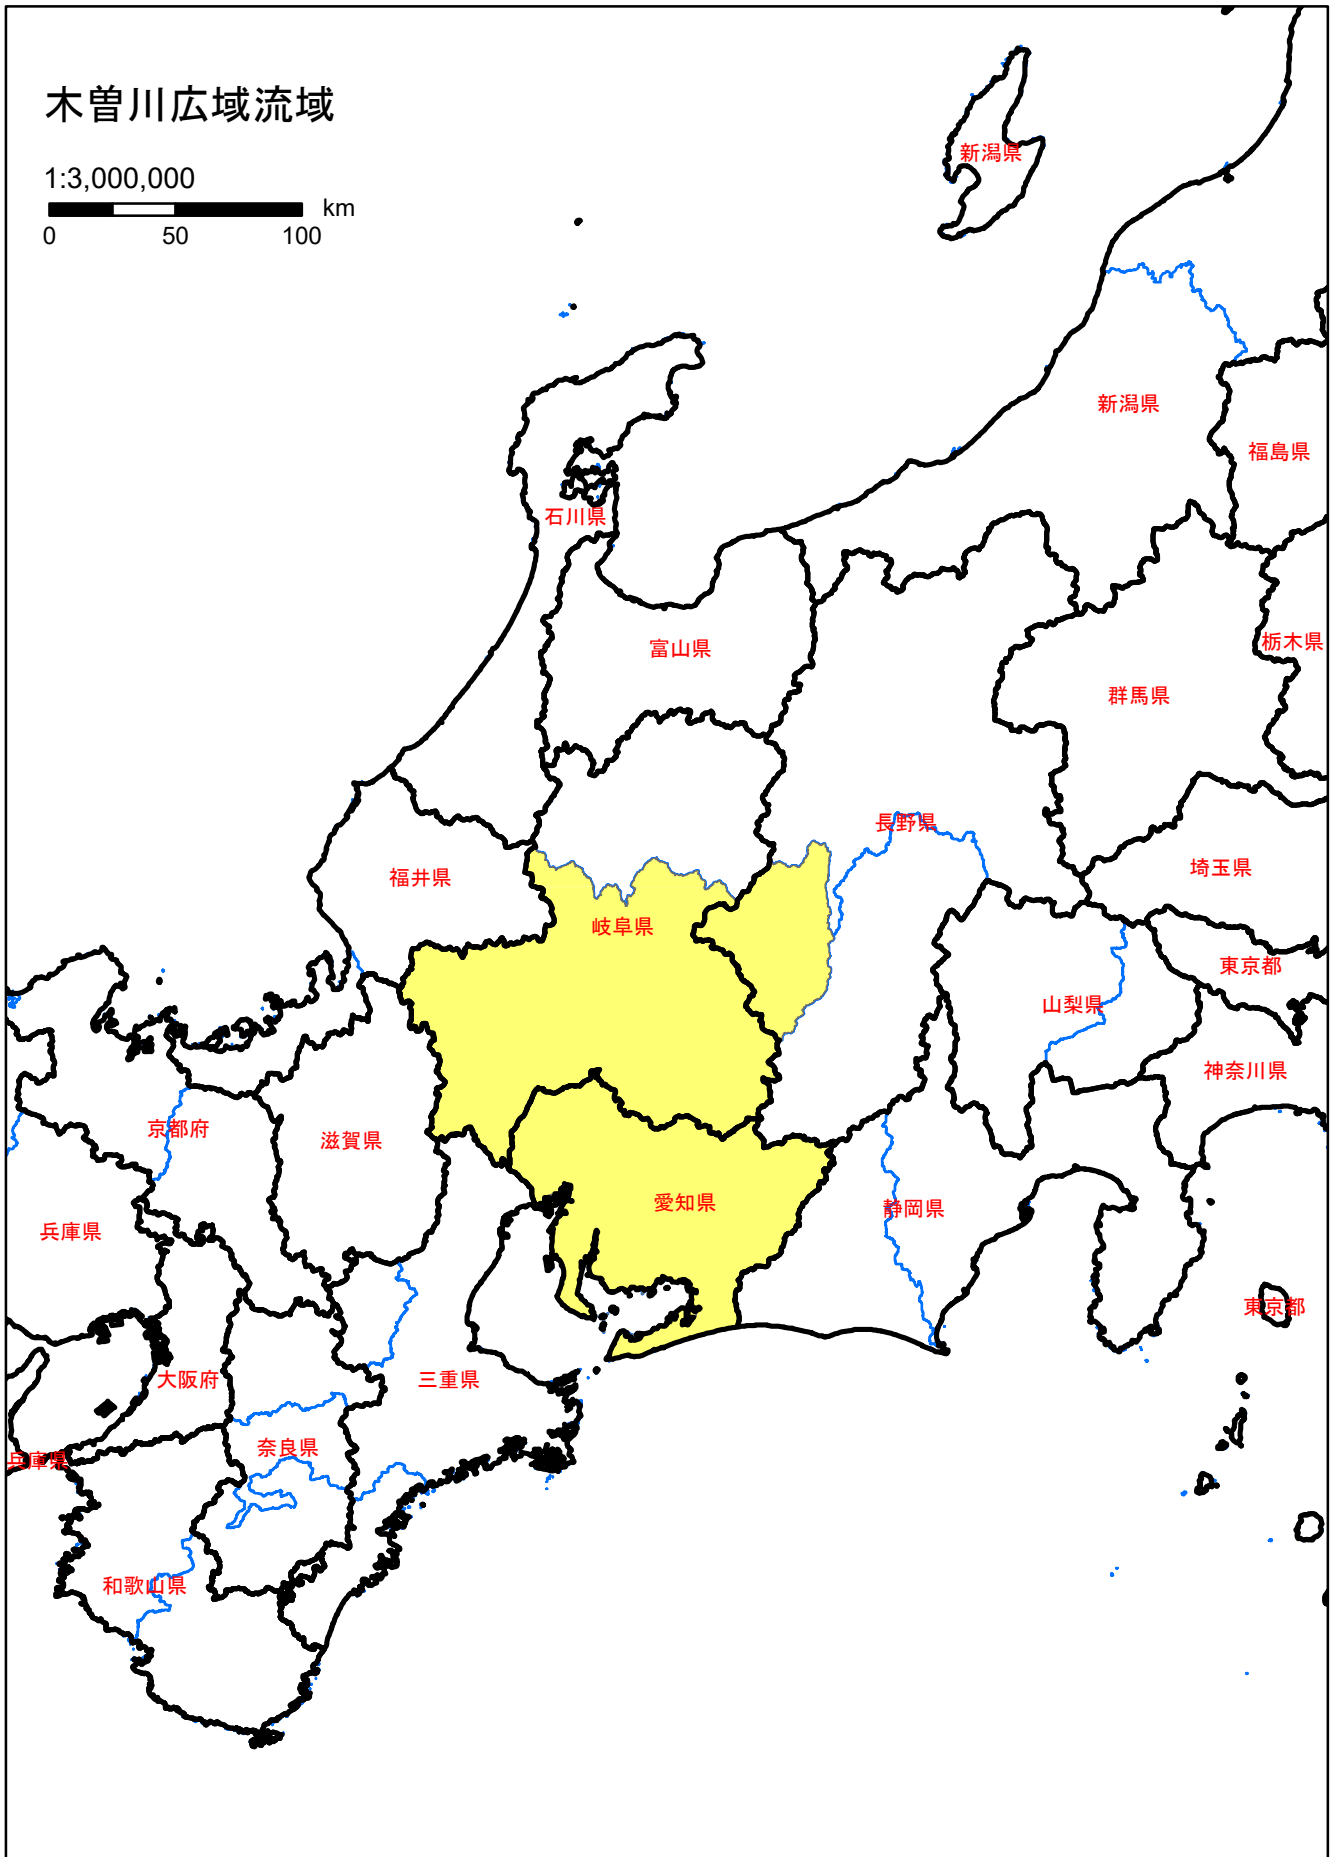 木曽川広域流域
1:3,000,000
km
0 50 100
新潟県
新潟県
福島県
石川県
栃木県
富山県
群馬県
長野県
埼玉県
福井県
岐阜県
東京都
山梨県
神奈川県
京都府
滋賀県
愛知県
静岡県
兵庫県
東京都
大阪府
三重県
奈良県
兵庫県
和歌山県